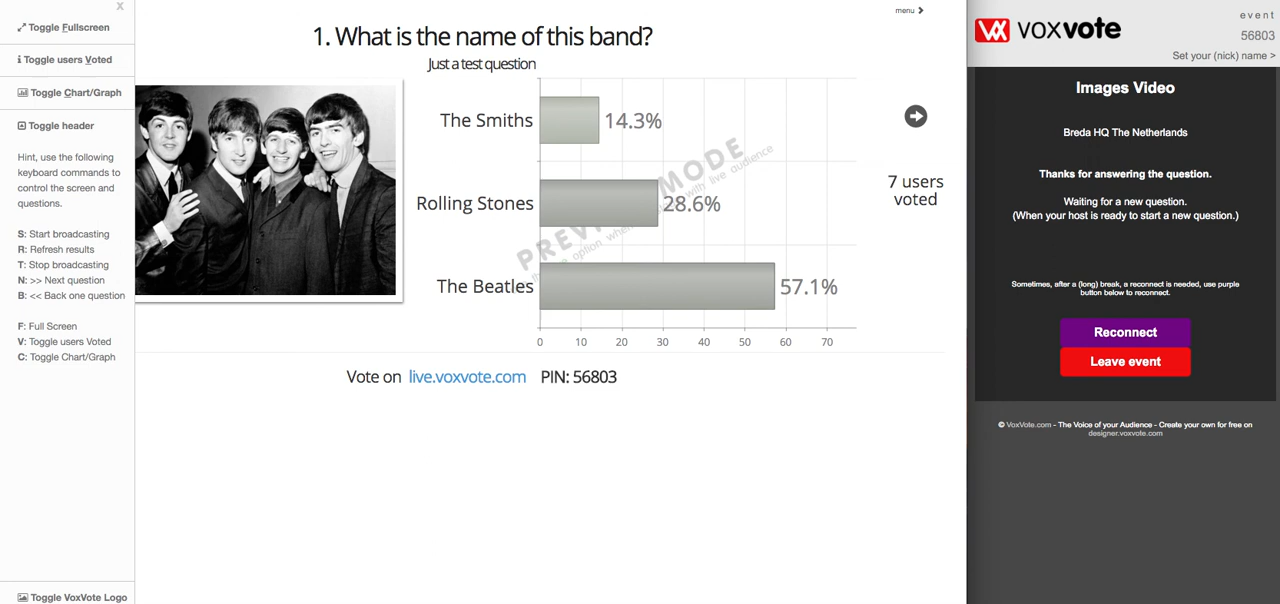 X
Toggle Fullscreen
Toggle users Voted
Toggle Chart/Graph
Toggle header
Hint, use the following
keyboard commands to
control the screen and
questions.
S: Start broadcasting
R: Refresh results
T: Stop broadcasting
N: >> Next question
B: << Back one question
F: Full Screen
V: Toggle users Voted
C: Toggle Chart/Graph
Toggle VoxVote Logo
menu
1. What is the name of this band?
Just a test question
The Smiths 14.3%
Rolling Stones 28.6%
The Beatles 57.1%
MODE
with live audience
option when
0 10 20 30 40 50 60 70
7 users
voted
Vote on live.voxvote.com PIN: 56803
voxvote
event
56803
Set your (nick) name >
Images Video
Breda HQ The Netherlands
Thanks for answering the question.
Waiting for a new question.
(When your host is ready to start a new question.)
Sometimes, after a (long) break, a reconnect is needed, use purple
button below to reconnect.
Reconnect
Leave event
© VoxVote.com - The Voice of your Audience - Create your own for free on
designer.voxvote.com